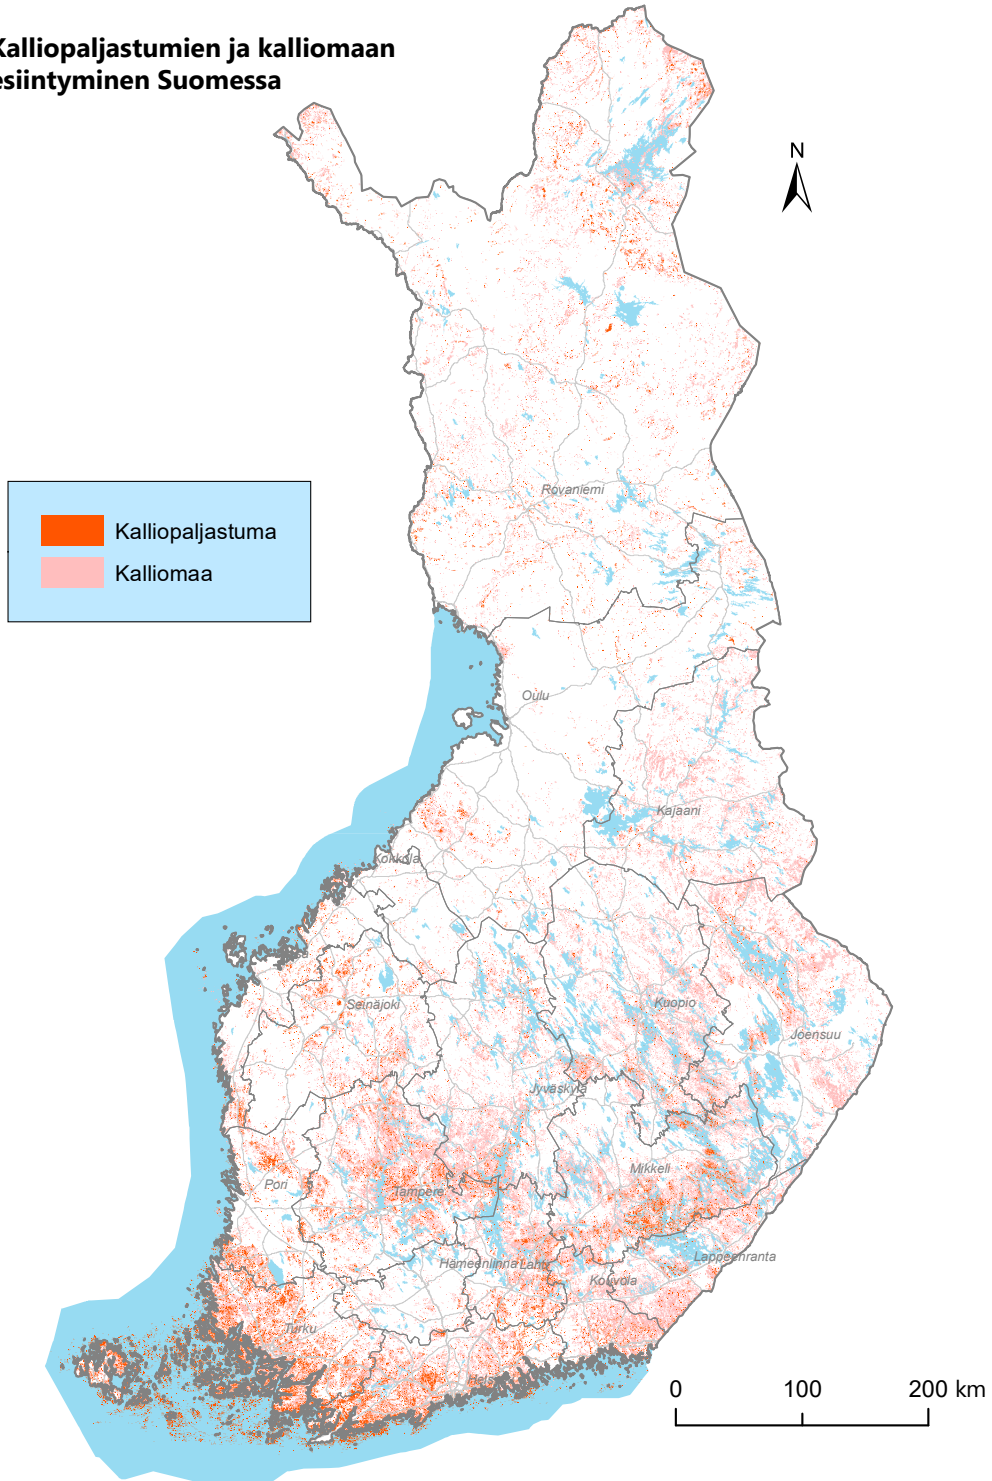 Kalliopaljastumien ja kalliomaan
esiintyminen Suomessa
N
Kalliopaljastuma
Kalliomaa
Rovaniemi
Oulu
Kajaani
Kokkola
Seinäjoki
Kuopio
Joensuu
Jyväskylä
Mikkeli
Pori
Tampere
Lappeenranta
Hämeenlinna
Lahti
Kouvola
Turku
0 100 200 km